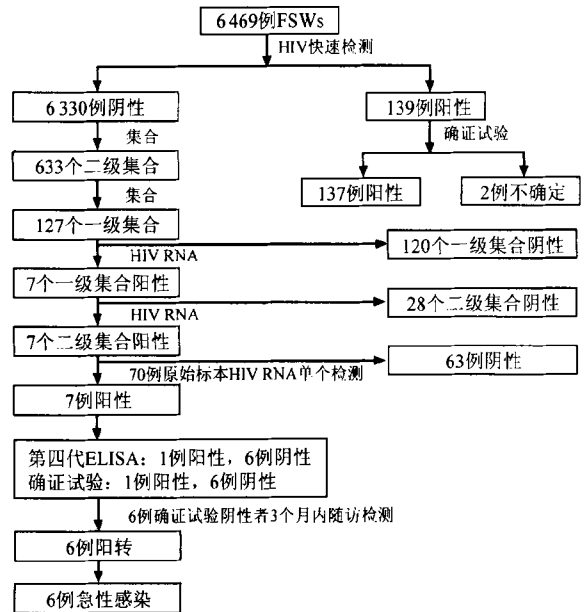 6 469例FSWs
HIV快速检测
6 330例阴性
139例阳性
集合
确证试验
633个二级集合
137例阳性
2例不确定
集合
127个一级集合
HIV RNA
120个一级集合阴性
7个一级集合阳性
HIV RNA
28个二级集合阴性
7个二级集合阳性
70例原始标本HIV RNA单个检测
63例阴性
7例阳性
第四代ELISA：1例阳性，6例阴性
确证试验：1例阳性，6例阴性
6例确证试验阴性者3个月内随访检测
6例阳转
6例急性感染